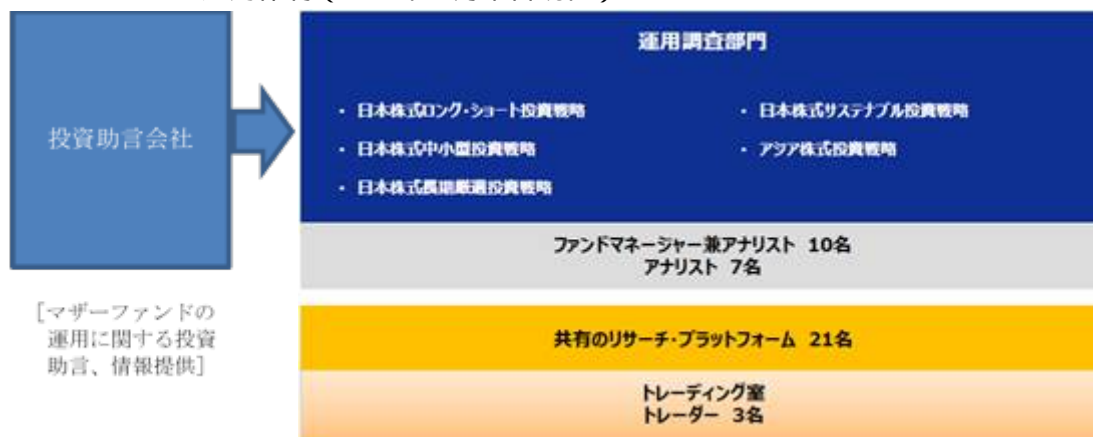 投資助言会社
[マザーファンドの
運用に関する投資
助言、情報提供]
運用調査部門
・ 日本株式ロング・ショート投資戦略
・ 日本株式中小型投資戦略
・ 日本株式長期厳選投資戦略
・ 日本株式サステナブル投資戦略
・ アジア株式投資戦略
ファンドマネージャー兼アナリスト 10名
アナリスト 7名
共有のリサーチ・プラットフォーム 21名
トレーディング室
トレーダー 3名